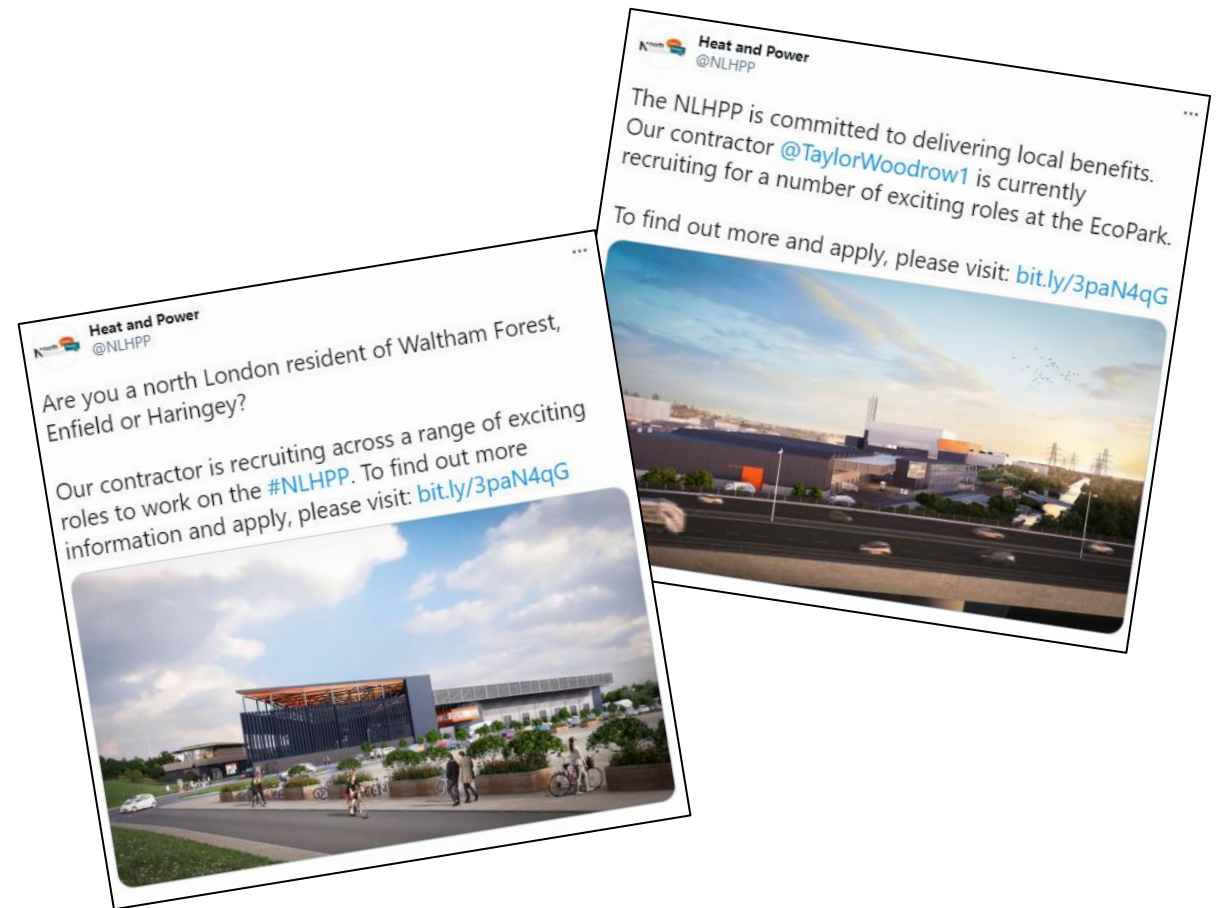 Heat and Power
@NLHPP
Are you a north London resident of Waltham Forest,
Enfield or Haringey?
Our contractor is recruiting across a range of exciting
roles to work on the #NLHPP. To find out more
information and apply, please visit: bit.ly/3paN4qG
Heat and Power
@NLHPP
The NLHPP is committed to delivering local benefits.
Our contractor @TaylorWoodrow1 is currently
recruiting for a number of exciting roles at the EcoPark.
To find out more and apply, please visit: bit.ly/3paN4qG